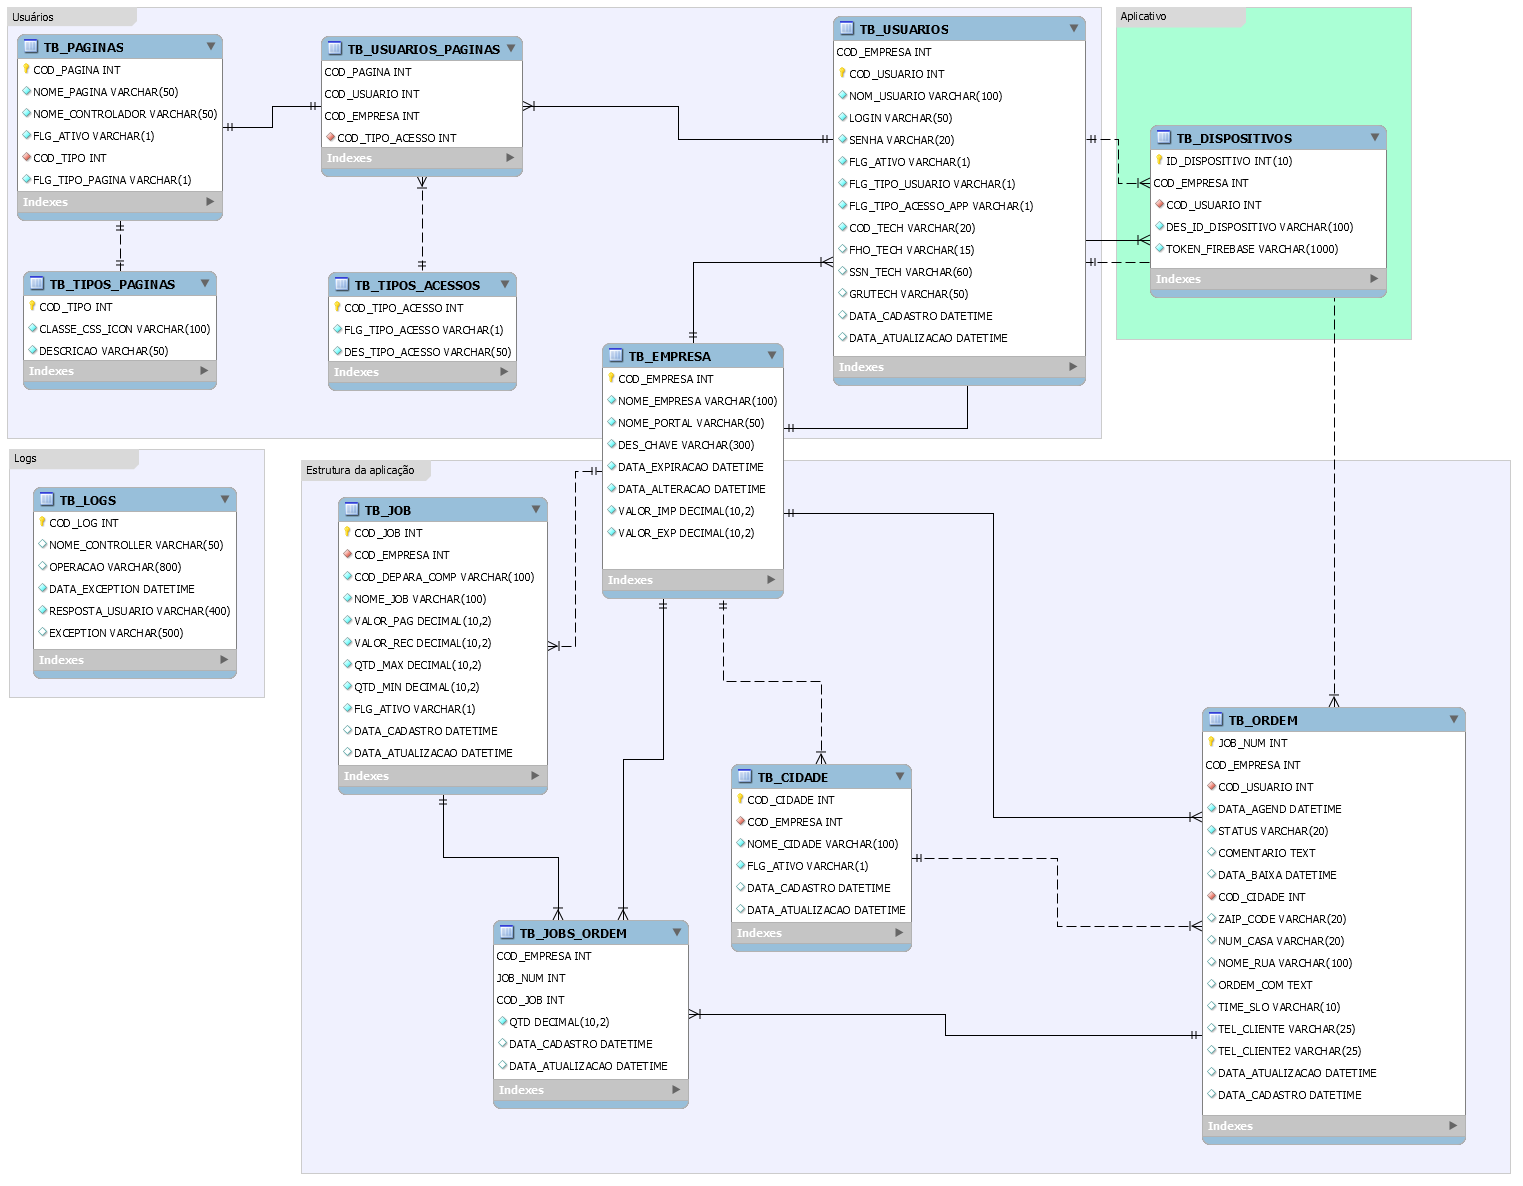 Usuários
TB_PAGINAS
COD_PAGINA INT
NOME_PAGINA VARCHAR(50)
NOME_CONTROLADOR VARCHAR(50)
FLG_ATIVO VARCHAR(1)
COD_TIPO INT
FLG_TIPO_PAGINA VARCHAR(1)
Indexes
TB_USUARIOS_PAGINAS
COD_PAGINA INT
COD_USUARIO INT
COD_EMPRESA INT
COD_TIPO_ACESSO INT
Indexes
TB_USUARIOS
COD_EMPRESA INT
COD_USUARIO INT
NOM_USUARIO VARCHAR(100)
LOGIN VARCHAR(50)
SENHA VARCHAR(20)
FLG_ATIVO VARCHAR(1)
FLG_TIPO_USUARIO VARCHAR(1)
FLG_TIPO_ACESSO_APP VARCHAR(1)
COD_TECH VARCHAR(20)
FHO_TECH VARCHAR(15)
SSN_TECH VARCHAR(60)
GRUTECH VARCHAR(50)
DATA_CADASTRO DATETIME
DATA_ATUALIZACAO DATETIME
Indexes
Aplicativo
TB_DISPOSITIVOS
ID_DISPOSITIVO INT(10)
COD_EMPRESA INT
COD_USUARIO INT
DES_ID_DISPOSITIVO VARCHAR(100)
TOKEN_FIREBASE VARCHAR(1000)
Indexes
TB_TIPOS_PAGINAS
COD_TIPO INT
CLASSE_CSS_ICON VARCHAR(100)
DESCRICAO VARCHAR(50)
Indexes
TB_TIPOS_ACESSOS
COD_TIPO_ACESSO INT
FLG_TIPO_ACESSO VARCHAR(1)
DES_TIPO_ACESSO VARCHAR(50)
Indexes
TB_EMPRESA
COD_EMPRESA INT
NOME_EMPRESA VARCHAR(100)
NOME_PORTAL VARCHAR(50)
DES_CHAVE VARCHAR(300)
DATA_EXPIRACAO DATETIME
DATA_ALTERACAO DATETIME
VALOR_IMP DECIMAL(10,2)
VALOR_EXP DECIMAL(10,2)
Indexes
Logs
TB_LOGS
COD_LOG INT
NOME_CONTROLLER VARCHAR(50)
OPERACAO VARCHAR(800)
DATA_EXCEPTION DATETIME
RESPOSTA_USUARIO VARCHAR(400)
EXCEPTION VARCHAR(500)
Indexes
Estrutura da aplicação
TB_JOB
COD_JOB INT
COD_EMPRESA INT
COD_DEPARA_COMP VARCHAR(100)
NOME_JOB VARCHAR(100)
VALOR_PAG DECIMAL(10,2)
VALOR_REC DECIMAL(10,2)
QTD_MAX DECIMAL(10,2)
QTD_MIN DECIMAL(10,2)
FLG_ATIVO VARCHAR(1)
DATA_CADASTRO DATETIME
DATA_ATUALIZACAO DATETIME
Indexes
TB_CIDADE
COD_CIDADE INT
COD_EMPRESA INT
NOME_CIDADE VARCHAR(100)
FLG_ATIVO VARCHAR(1)
DATA_CADASTRO DATETIME
DATA_ATUALIZACAO DATETIME
Indexes
TB_ORDEM
JOB_NUM INT
COD_EMPRESA INT
COD_USUARIO INT
DATA_AGEND DATETIME
STATUS VARCHAR(20)
COMENTARIO TEXT
DATA_BAIXA DATETIME
COD_CIDADE INT
ZAIP_CODE VARCHAR(20)
NUM_CASA VARCHAR(20)
NOME_RUA VARCHAR(100)
ORDEM_COM TEXT
TIME_SLO VARCHAR(10)
TEL_CLIENTE VARCHAR(25)
TEL_CLIENTE2 VARCHAR(25)
DATA_ATUALIZACAO DATETIME
DATA_CADASTRO DATETIME
Indexes
TB_JOBS_ORDEM
COD_EMPRESA INT
JOB_NUM INT
COD_JOB INT
QTD DECIMAL(10,2)
DATA_CADASTRO DATETIME
DATA_ATUALIZACAO DATETIME
Indexes